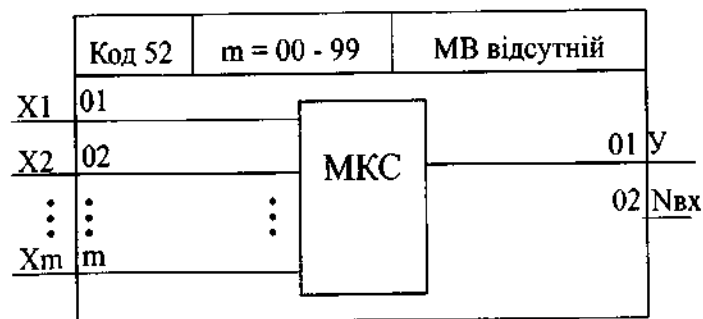 Код 52 m = 00 - 99 МВ відсутній
X1 01
X2 02 МКС 01 У
02 Nвх
Xm m